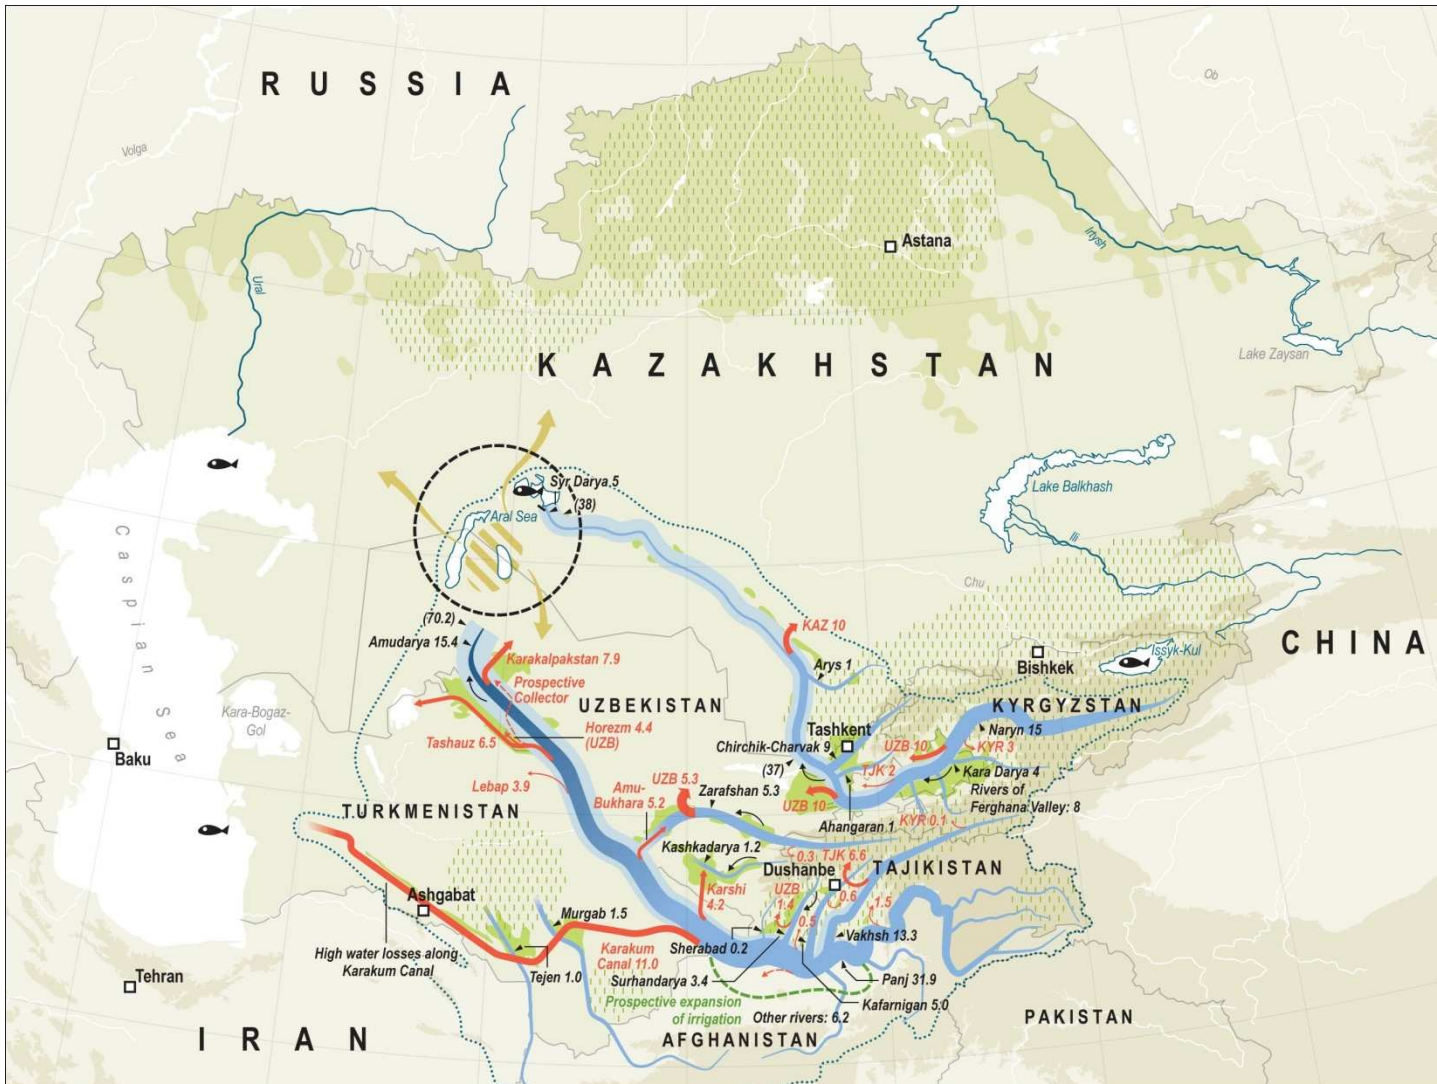 RUSSIA
Ob
Volga
Astana
Irtysh
Ural
Lake Zaysan
KAZAKHSTAN
Syr Darya 5
(38)
Aral Sea
Lake Balkhash
Ili
Caspian Sea
Chu
(70.2)
Amudarya 15.4
KAZ 10
CHINA
Karakalpakstan 7.9
Arys 1
Bishkek
Issyk-Kul
Prospective
Collector
UZBEKISTAN
KYRGYZSTAN
Kara-Bogaz-
Gol
Horezm 4.4
(UZB)
Tashkent
Naryn 15
Baku
Tashauz 6.5
Chirchik-Charvak 9
UZB 10
KYR 3
(37)
TJK 2
Kara Darya 4
Rivers of
Ferghana Valley: 8
Lebap 3.9
UZB 5.3
Amu-
Bukhara 5.2
Zarafshan 5.3
UZB 10
TURKMENISTAN
Ahangaran 1
KYR 0.1
Kashkadarya 1.2
0.3
TJK 6.6
Dushanbe
TAJIKISTAN
Ashgabat
Karshi
4.2
UZB
1.4
0.6
1.5
0.5
Murgab 1.5
High water losses along
Karakum Canal
Karakum
Canal 11.0
Sherabad 0.2
Vakhsh 13.3
Tehran
Tejen 1.0
Surhandarya 3.4
Panj 31.9
Prospective expansion
of irrigation
Other rivers: 6.2
Kafarnigan 5.0
PAKISTAN
IRAN
AFGHANISTAN